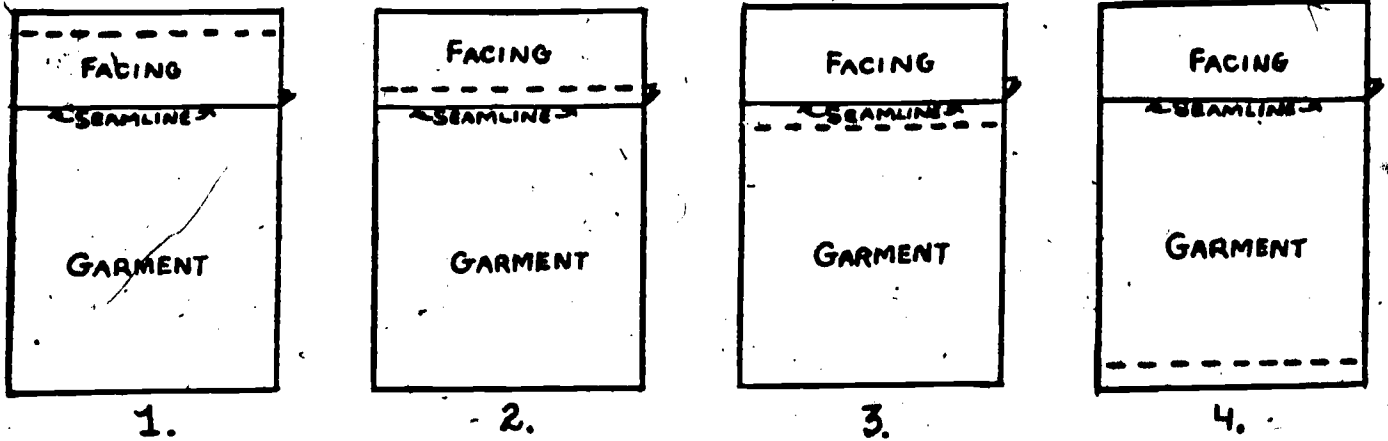 FACING
SEAMLINE
GARMENT
1.
FACING
SEAMLINE
GARMENT
2.
FACING
SEAMLINE
GARMENT
3.
FACING
SEAMLINE
GARMENT
4.